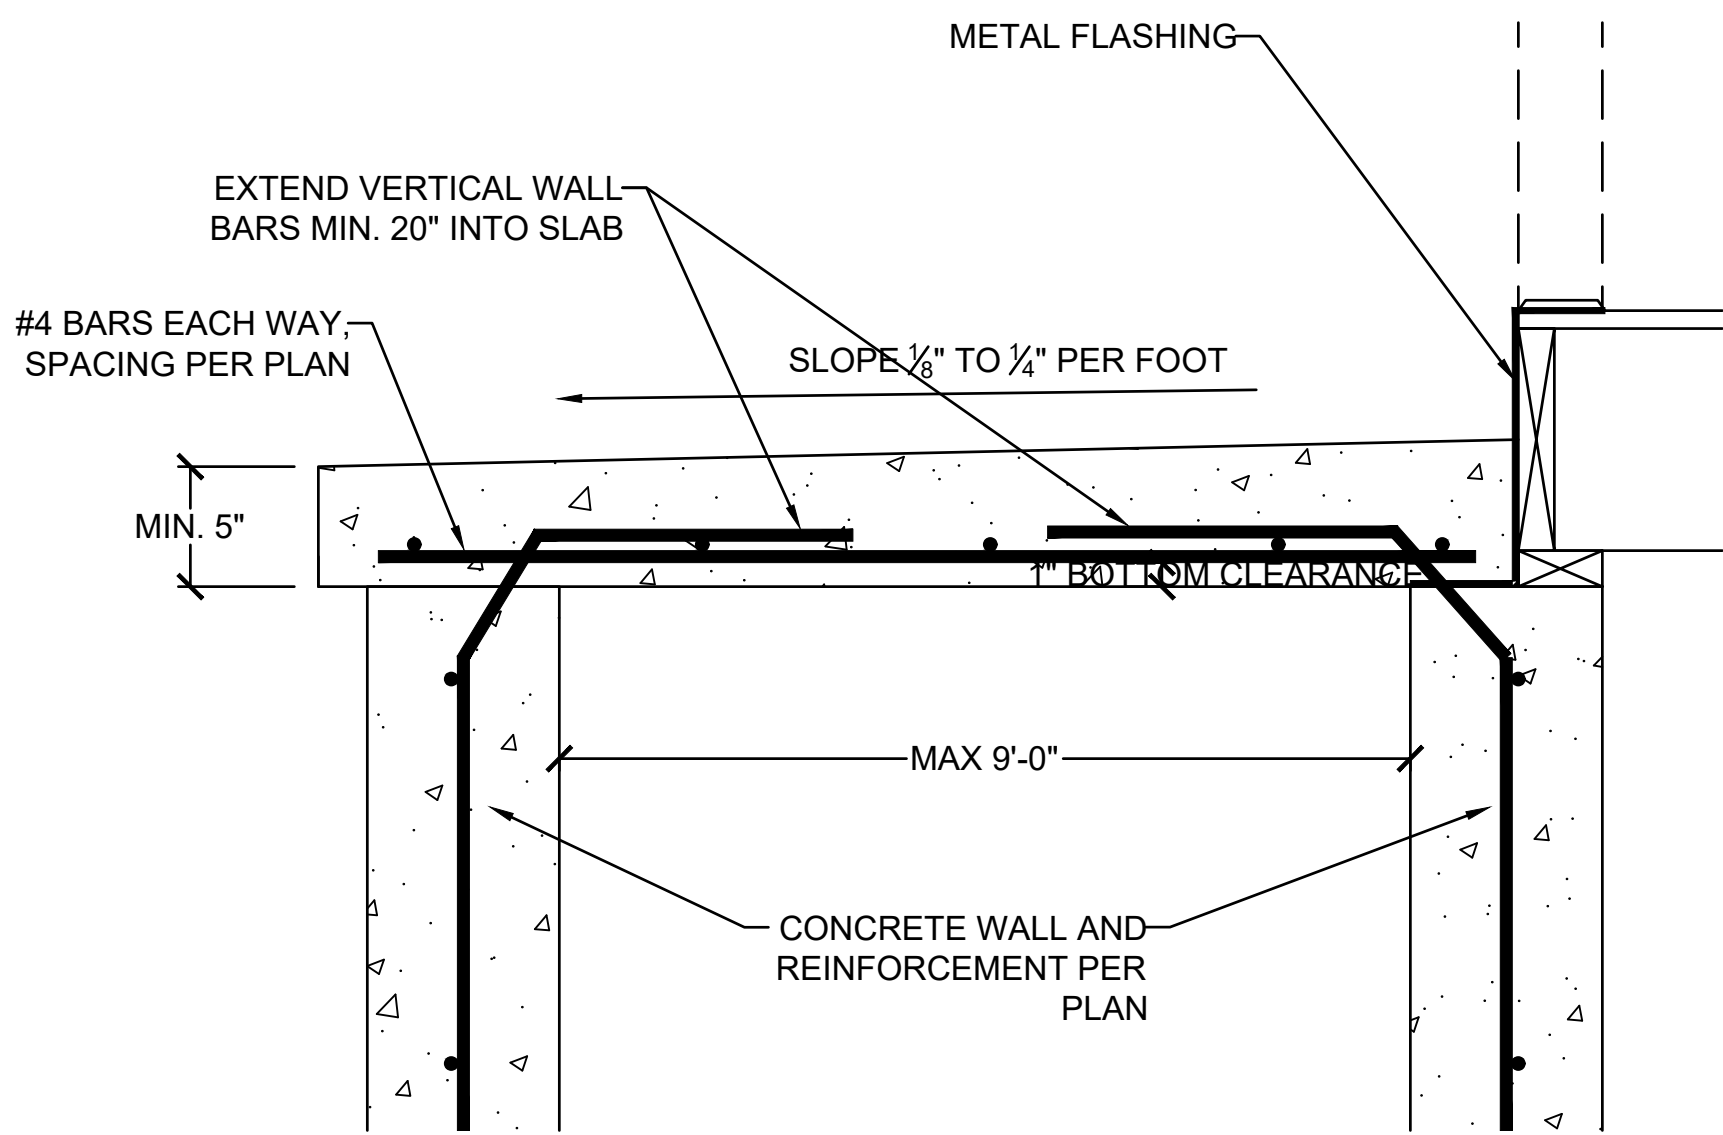 METAL FLASHING
EXTEND VERTICAL WALL
BARS MIN. 20" INTO SLAB
#4 BARS EACH WAY,
SPACING PER PLAN
SLOPE 1/8" TO 1/4" PER FOOT
MIN. 5"
1" BOTTOM CLEARANCE
MAX 9'-0"
CONCRETE WALL AND
REINFORCEMENT PER
PLAN